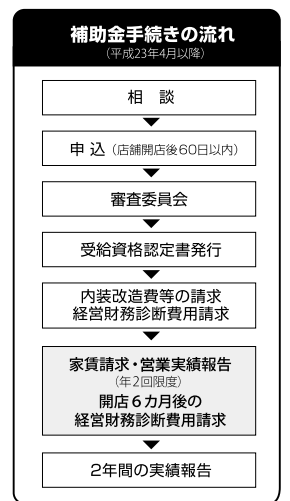 補助金手続きの流れ
（平成23年4月以降）
相　談
申 込（店舗開店後60日以内）
審査委員会
受給資格認定書発行
内装改造費等の請求
経営財務診断費用請求
家賃請求・営業実績報告
（年2回限度）
開店６カ月後の
経営財務診断費用請求
2年間の実績報告